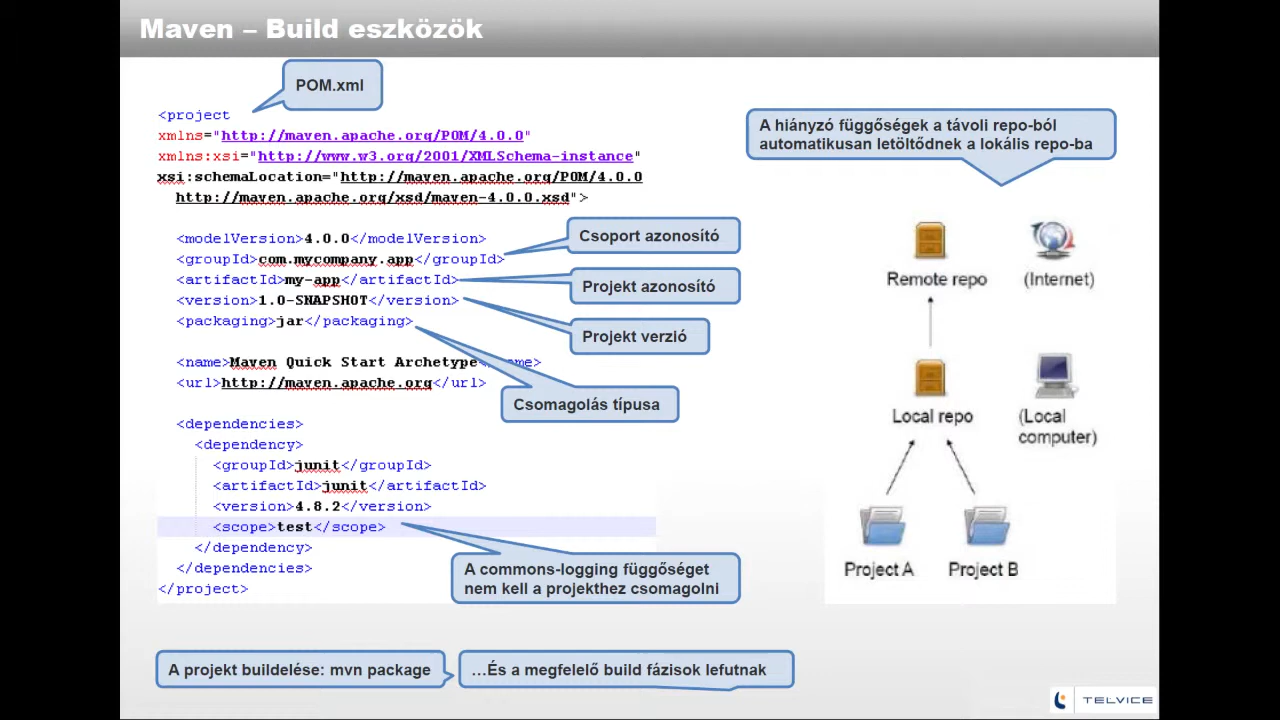 Maven – Build eszközök
POM.xml
<project
xmlns="http://maven.apache.org/POM/4.0.0"
xmlns:xsi="http://www.w3.org/2001/XMLSchema-instance"
xsi:schemaLocation="http://maven.apache.org/POM/4.0.0
http://maven.apache.org/xsd/maven-4.0.0.xsd">
<modelVersion>4.0.0</modelVersion>
<groupId>com.mycompany.app</groupId>
<artifactId>my-app</artifactId>
<version>1.0-SNAPSHOT</version>
<packaging>jar</packaging>
<name>Maven Quick Start Archetype</name>
<url>http://maven.apache.org</url>
<dependencies>
<dependency>
<groupId>junit</groupId>
<artifactId>junit</artifactId>
<version>4.8.2</version>
<scope>test</scope>
</dependency>
</dependencies>
</project>
Csoport azonosító
Projekt azonosító
Projekt verzió
Csomagolás típusa
A commons-logging függőséget
nem kell a projekthez csomagolni
A hiányzó függőségek a távoli repo-ból
automatikusan letöltődnek a lokális repo-ba
Remote repo (Internet)
Local repo (Local
computer)
Project A Project B
A projekt buildelése: mvn package
…És a megfelelő build fázisok lefutnak
TELVICE